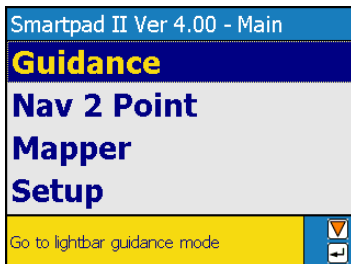 Smartpad II Ver 4.00 - Main
Guidance
Nav 2 Point
Mapper
Setup
Go to lightbar guidance mode